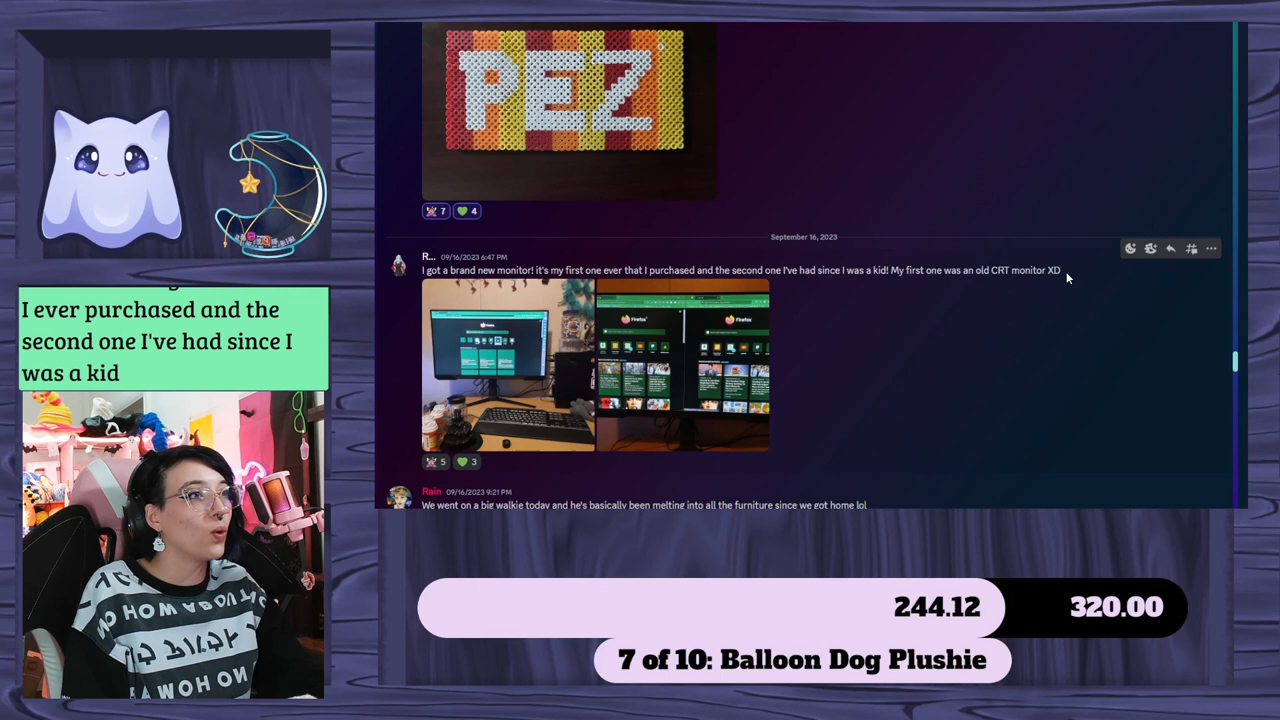 PEZ
7 4
September 16, 2023
R... 09/16/2023 6:47 PM
I got a brand new monitor! it's my first one ever that I purchased and the second one I've had since I was a kid! My first one was an old CRT monitor XD
Firefox
Firefox
Firefox
5 3
Rain 09/16/2023 9:21 PM
We went on a big walkie today and he's basically been melting into all the furniture since we got home lol
I ever purchased and the
second one I've had since I
was a kid
244.12 320.00
7 of 10: Balloon Dog Plushie